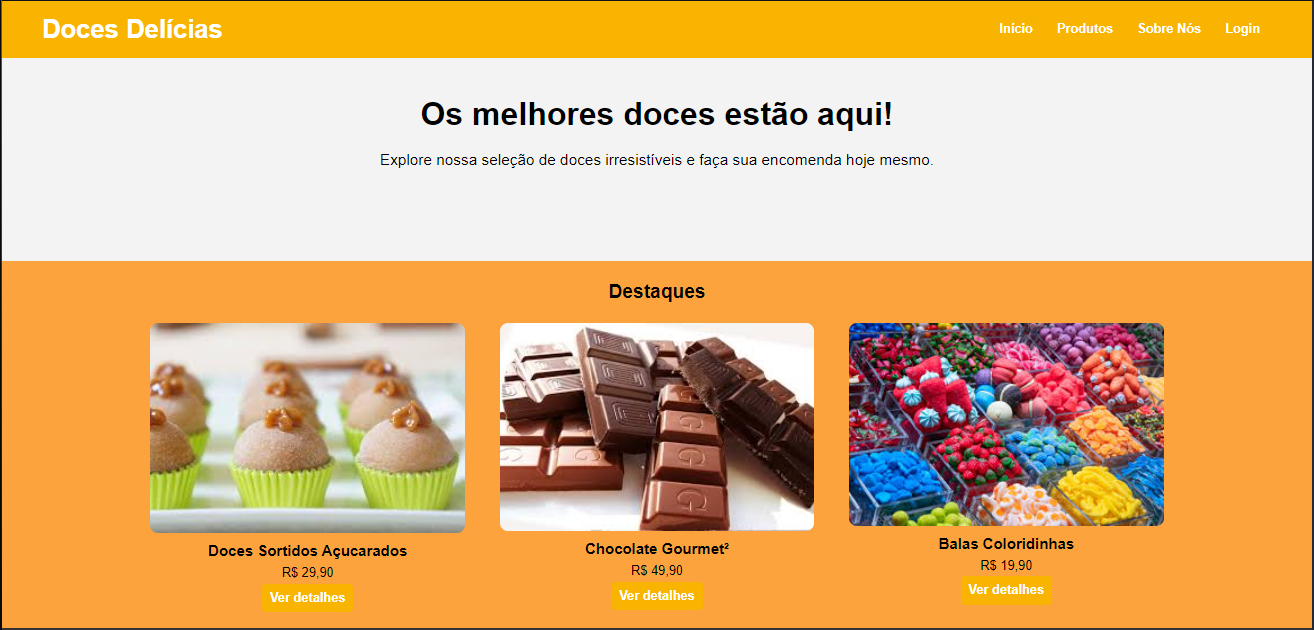 Doces Delícias
Início Produtos Sobre Nós Login
Os melhores doces estão aqui!
Explore nossa seleção de doces irresistíveis e faça sua encomenda hoje mesmo.
Destaques
Doces Sortidos Açucarados
R$ 29,90
Ver detalhes
G
G
Chocolate Gourmet²
R$ 49,90
Ver detalhes
Balas Coloridinhas
R$ 19,90
Ver detalhes